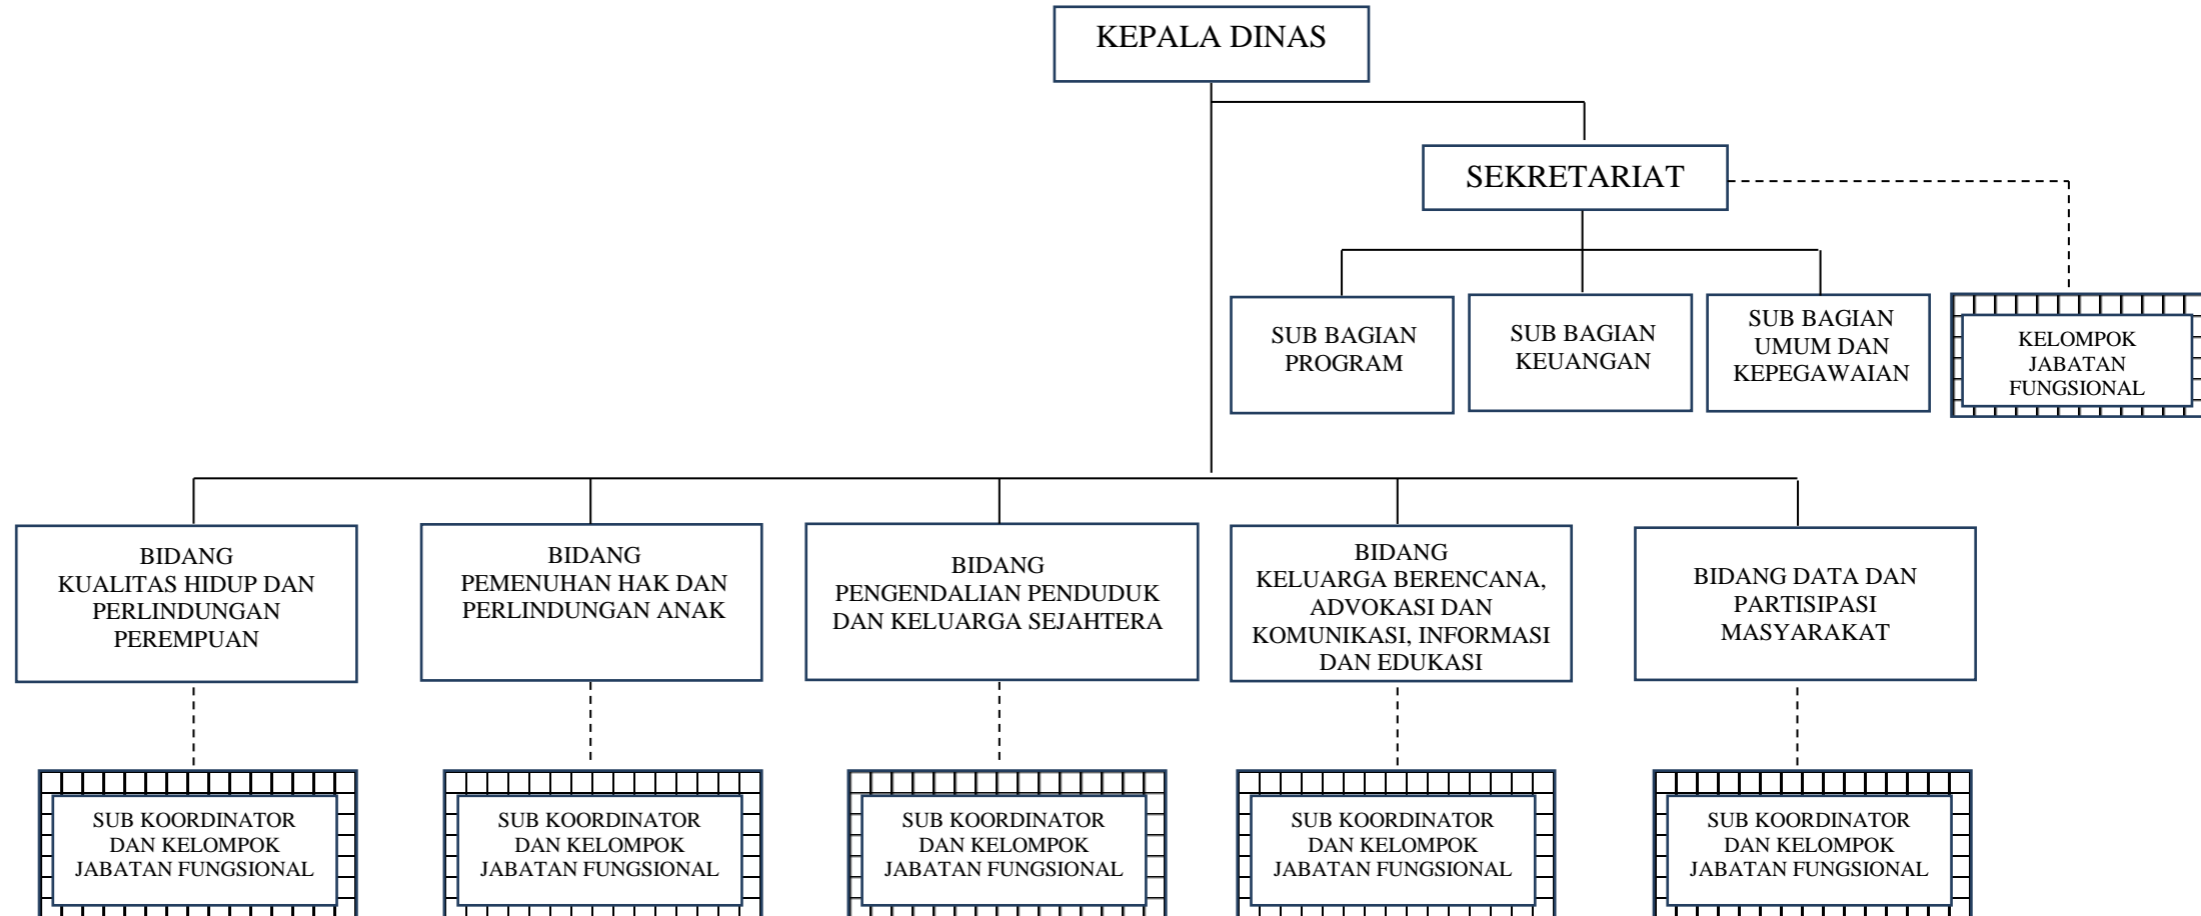 KEPALA DINAS
SEKRETARIAT
SUB BAGIAN
PROGRAM
SUB BAGIAN
KEUANGAN
SUB BAGIAN
UMUM DAN
KEPEGAWAIAN
KELOMPOK
JABATAN
FUNGSIONAL
BIDANG
KUALITAS HIDUP DAN
PERLINDUNGAN
PEREMPUAN
BIDANG
PEMENUHAN HAK DAN
PERLINDUNGAN ANAK
BIDANG
PENGENDALIAN PENDUDUK
DAN KELUARGA SEJAHTERA
BIDANG
KELUARGA BERENCANA,
ADVOKASI DAN
KOMUNIKASI, INFORMASI
DAN EDUKASI
BIDANG DATA DAN
PARTISIPASI
MASYARAKAT
SUB KOORDINATOR
DAN KELOMPOK
JABATAN FUNGSIONAL
SUB KOORDINATOR
DAN KELOMPOK
JABATAN FUNGSIONAL
SUB KOORDINATOR
DAN KELOMPOK
JABATAN FUNGSIONAL
SUB KOORDINATOR
DAN KELOMPOK
JABATAN FUNGSIONAL
SUB KOORDINATOR
DAN KELOMPOK
JABATAN FUNGSIONAL